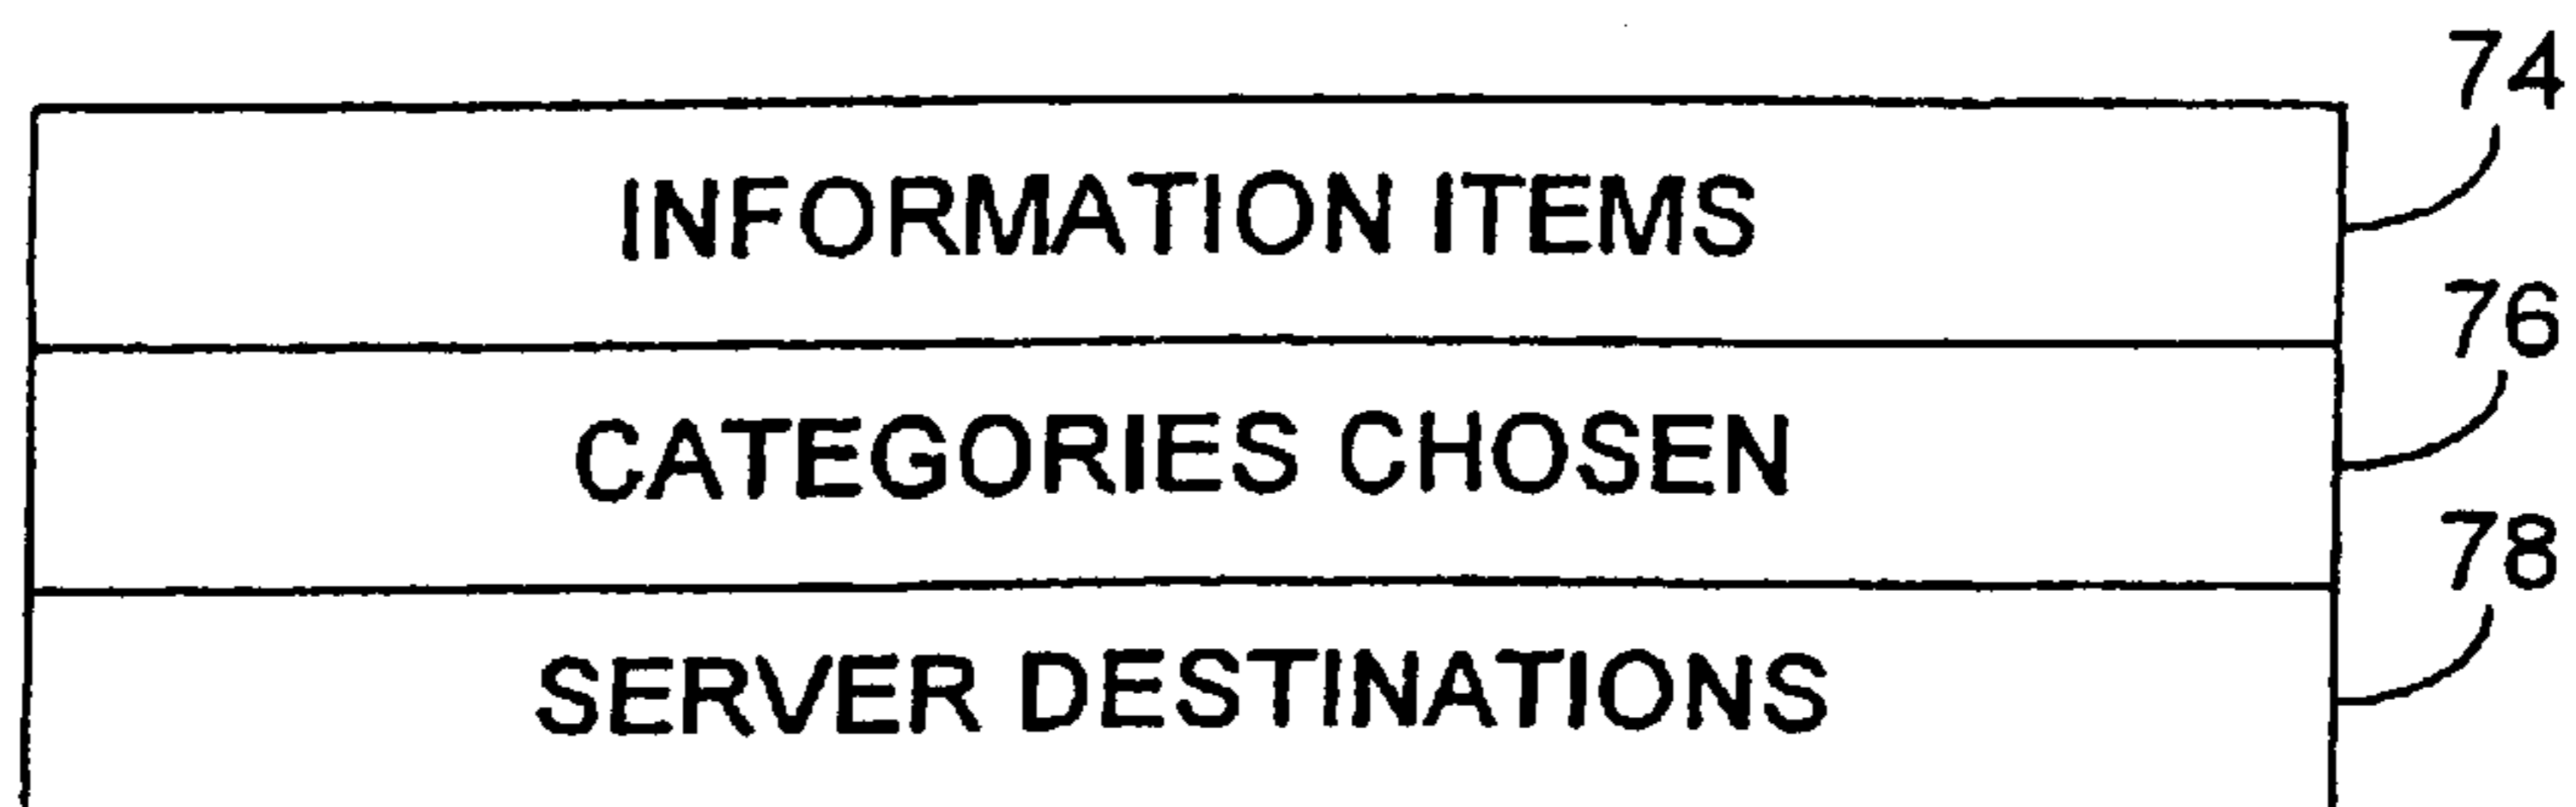 74
INFORMATION ITEMS
76
CATEGORIES CHOSEN
78
SERVER DESTINATIONS